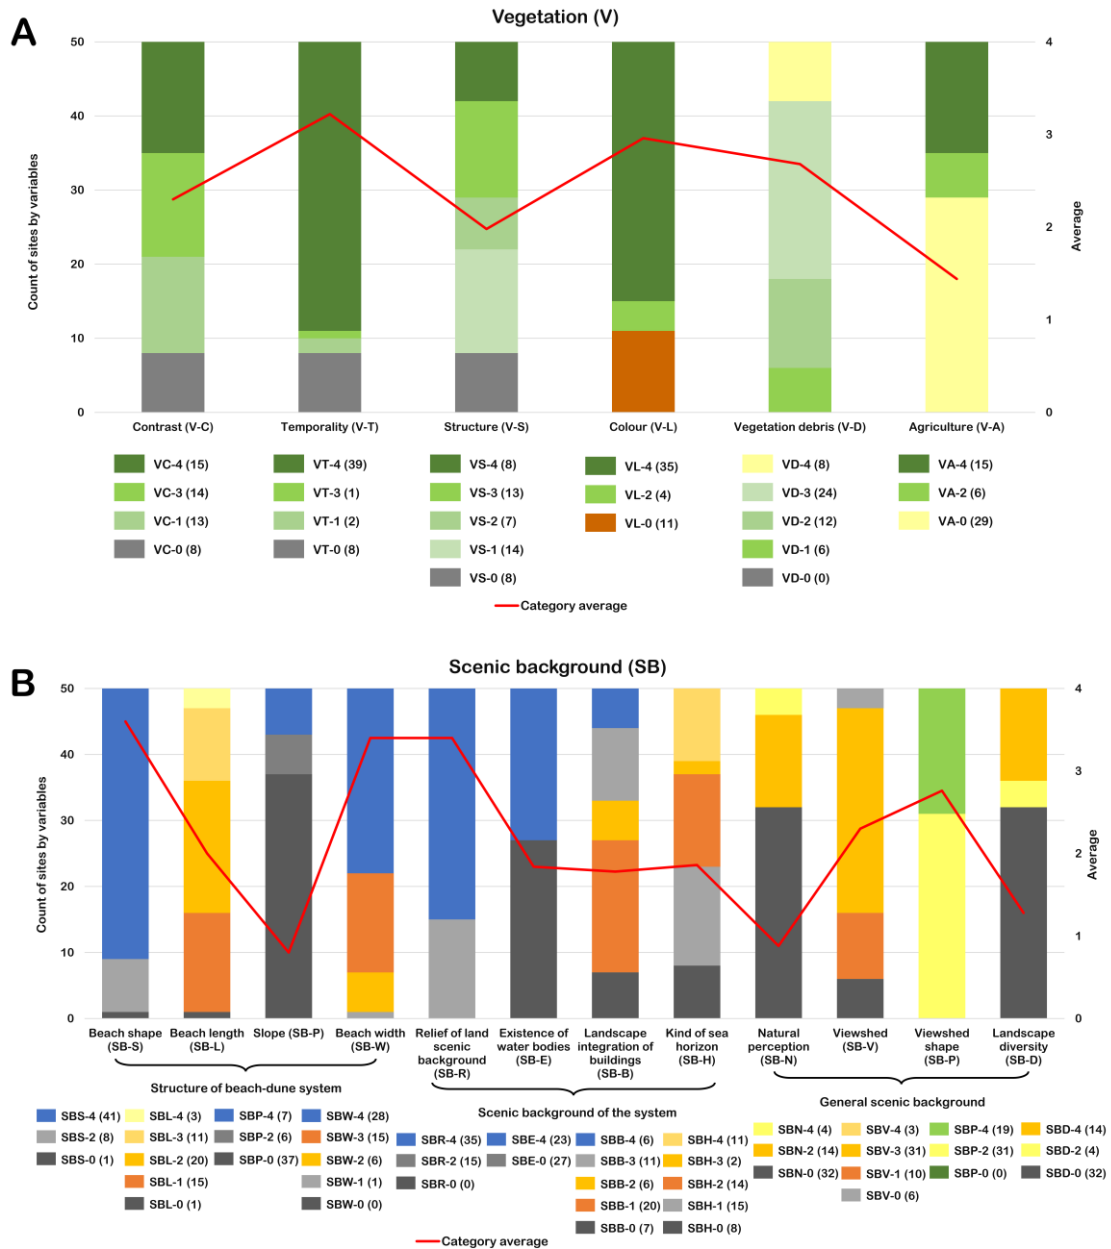 A
Vegetation (V)
50
40
30
20
10
0
Count of sites by variables
4
3
2
1
0
Average
Contrast (V-C)
Temporality (V-T)
Structure (V-S)
Colour (V-L)
Vegetation debris (V-D)
Agriculture (V-A)
VC-4 (15)
VC-3 (14)
VC-1 (13)
VC-0 (8)
VT-4 (39)
VT-3 (1)
VT-1 (2)
VT-0 (8)
VS-4 (8)
VS-3 (13)
VS-2 (7)
VS-1 (14)
VS-0 (8)
VL-4 (35)
VL-2 (4)
VL-0 (11)
VD-4 (8)
VD-3 (24)
VD-2 (12)
VD-1 (6)
VD-0 (0)
VA-4 (15)
VA-2 (6)
VA-0 (29)
Category average
B
Scenic background (SB)
50
40
30
20
10
0
Count of sites by variables
4
3
2
1
0
Average
Beach shape
(SB-S)
Beach length
(SB-L)
Slope (SB-P)
Beach width
(SB-W)
Relief of land
scenic
background
(SB-R)
Existence of
water bodies
(SB-E)
Landscape
integration of
buildings
(SB-B)
Kind of sea
horizon
(SB-H)
Natural
perception
(SB-N)
Viewshed
(SB-V)
Viewshed
shape
(SB-P)
Landscape
diversity
(SB-D)
Structure of beach-dune system
Scenic background of the system
General scenic background
SBS-4 (41)
SBS-2 (8)
SBS-0 (1)
SBL-4 (3)
SBL-3 (11)
SBL-2 (20)
SBL-1 (15)
SBL-0 (1)
SBP-4 (7)
SBP-2 (6)
SBP-0 (37)
SBW-4 (28)
SBW-3 (15)
SBW-2 (6)
SBW-1 (1)
SBW-0 (0)
SBR-4 (35)
SBR-2 (15)
SBR-0 (0)
SBE-4 (23)
SBE-0 (27)
SBB-4 (6)
SBB-3 (11)
SBB-2 (6)
SBB-1 (20)
SBB-0 (7)
SBH-4 (11)
SBH-3 (2)
SBH-2 (14)
SBH-1 (15)
SBH-0 (8)
SBN-4 (4)
SBN-2 (14)
SBN-0 (32)
SBV-4 (3)
SBV-3 (31)
SBV-1 (10)
SBV-0 (6)
SBP-4 (19)
SBP-2 (31)
SBP-0 (0)
SBD-4 (14)
SBD-2 (4)
SBD-0 (32)
Category average